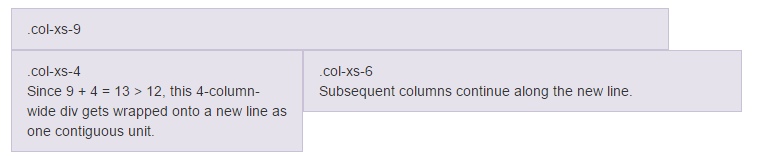 .col-xs-9
.col-xs-4
Since 9 + 4 = 13 > 12, this 4-column-
wide div gets wrapped onto a new line as
one contiguous unit.
.col-xs-6
Subsequent columns continue along the new line.